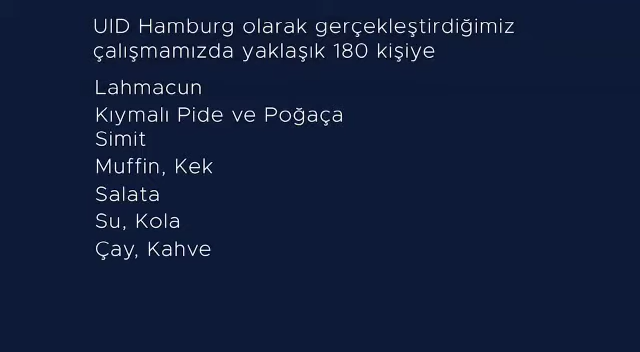 UID Hamburg olarak gerçekleştirdiğimiz
çalışmamızda yaklaşık 180 kişiye
Lahmacun
Kıymalı Pide ve Poğaça
Simit
Muffin, Kek
Salata
Su, Kola
Çay, Kahve